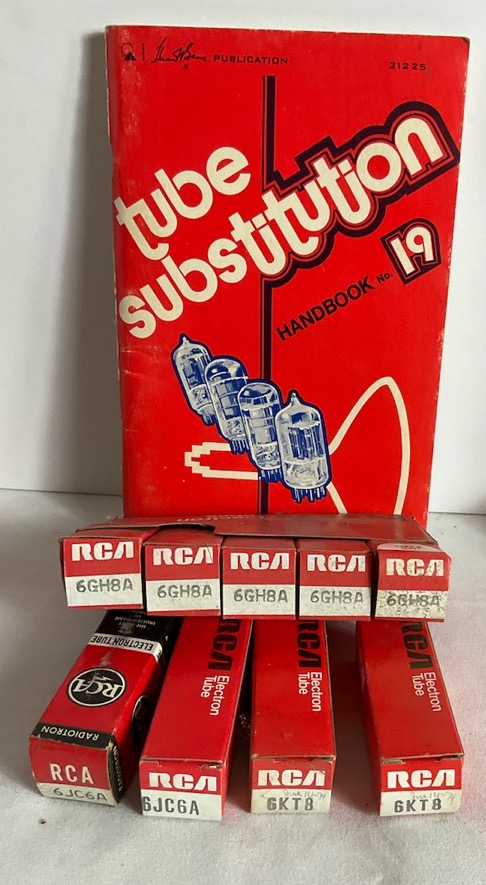 Howard W. Sams PUBLICATION 21225
tube
substitution
HANDBOOK No. 19
RCA RCA RCA RCA RCA
6GH8A 6GH8A 6GH8A 6GH8A 6GH8A
ELECTRON TUBE
RCA
RADIOTRON
RCA
6JC6A
RCA Electron Tube
RCA
6JC6A
RCA Electron Tube
RCA
6KT8
RCA Electron Tube
RCA
6KT8